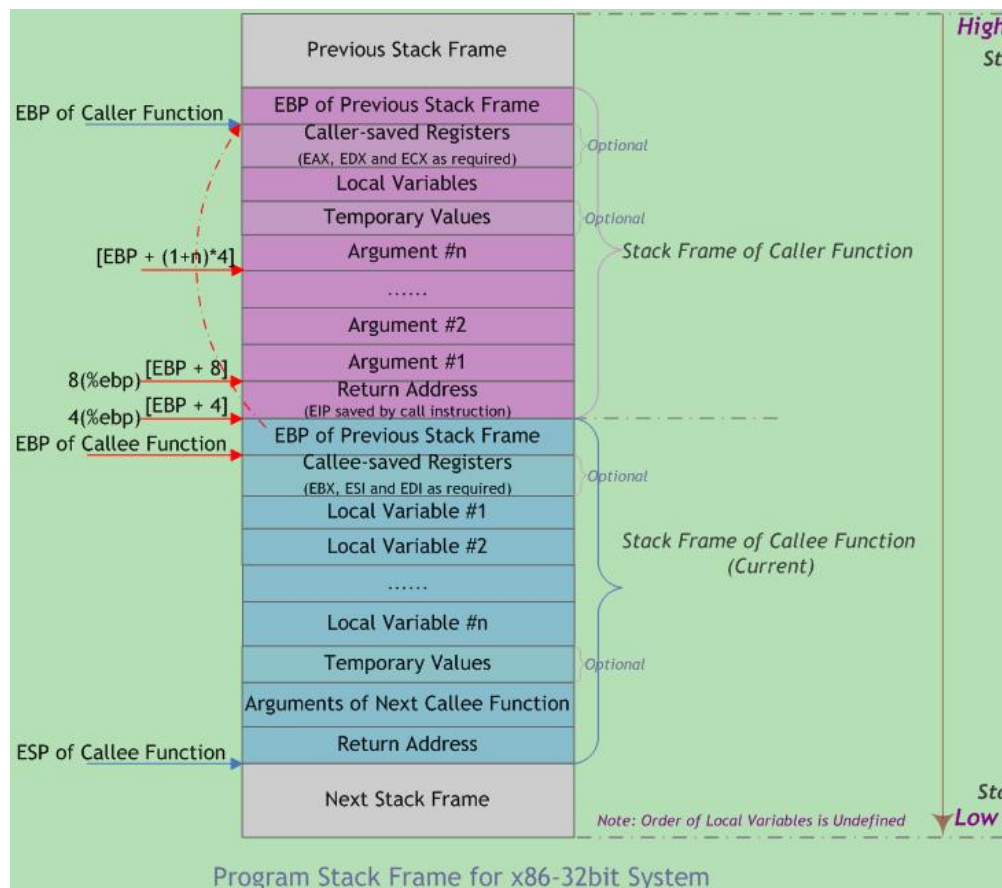 High
St
Previous Stack Frame
EBP of Previous Stack Frame
EBP of Caller Function
Caller-saved Registers
(EAX, EDX and ECX as required)
Optional
Local Variables
Temporary Values
Optional
Argument #n
Stack Frame of Caller Function
[EBP + (1+n)*4]
......
Argument #2
Argument #1
8(%ebp) [EBP + 8]
Return Address
(EIP saved by call instruction)
4(%ebp) [EBP + 4]
EBP of Previous Stack Frame
EBP of Callee Function
Callee-saved Registers
(EBX, ESI and EDI as required)
Optional
Local Variable #1
Local Variable #2
Stack Frame of Callee Function
(Current)
......
Local Variable #n
Temporary Values
Optional
Arguments of Next Callee Function
Return Address
ESP of Callee Function
Next Stack Frame
Sta
Note: Order of Local Variables is Undefined
Low
Program Stack Frame for x86-32bit System